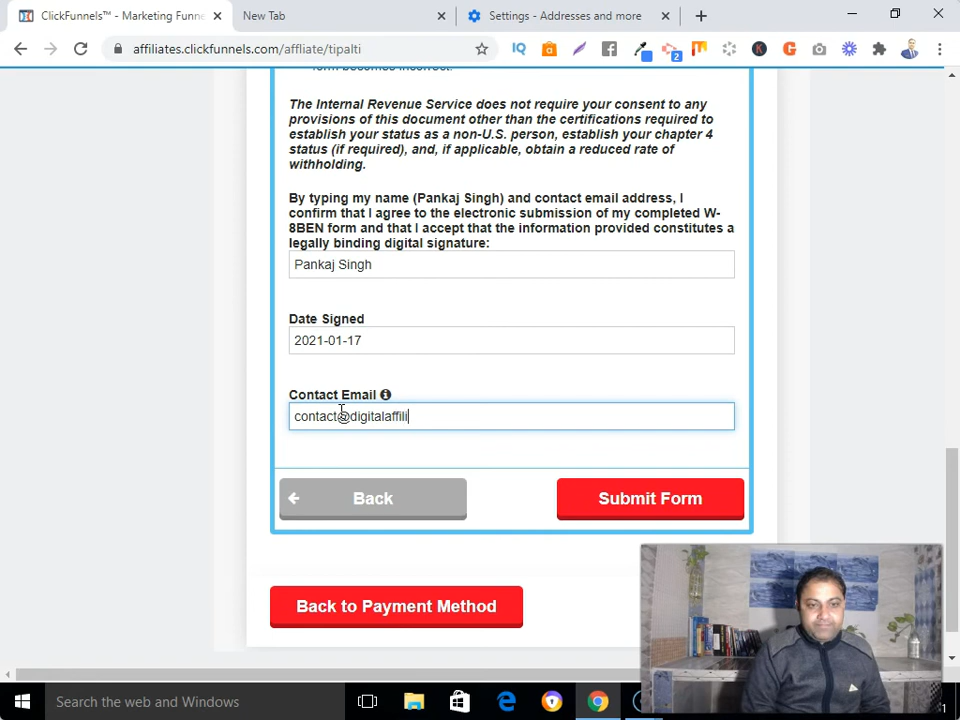 ClickFunnels™ - Marketing Funne
New Tab
Settings - Addresses and more
affiliates.clickfunnels.com/affliate/tipalti
IQ
a
2
K
G
form becomes incorrect.
The Internal Revenue Service does not require your consent to any
provisions of this document other than the certifications required to
establish your status as a non-U.S. person, establish your chapter 4
status (if required), and, if applicable, obtain a reduced rate of
withholding.
By typing my name (Pankaj Singh) and contact email address, I
confirm that I agree to the electronic submission of my completed W-
8BEN form and that I accept that the information provided constitutes a
legally binding digital signature:
Pankaj Singh
Date Signed
2021-01-17
Contact Email
contact@digitalaffili
Back
Submit Form
Back to Payment Method
Search the web and Windows